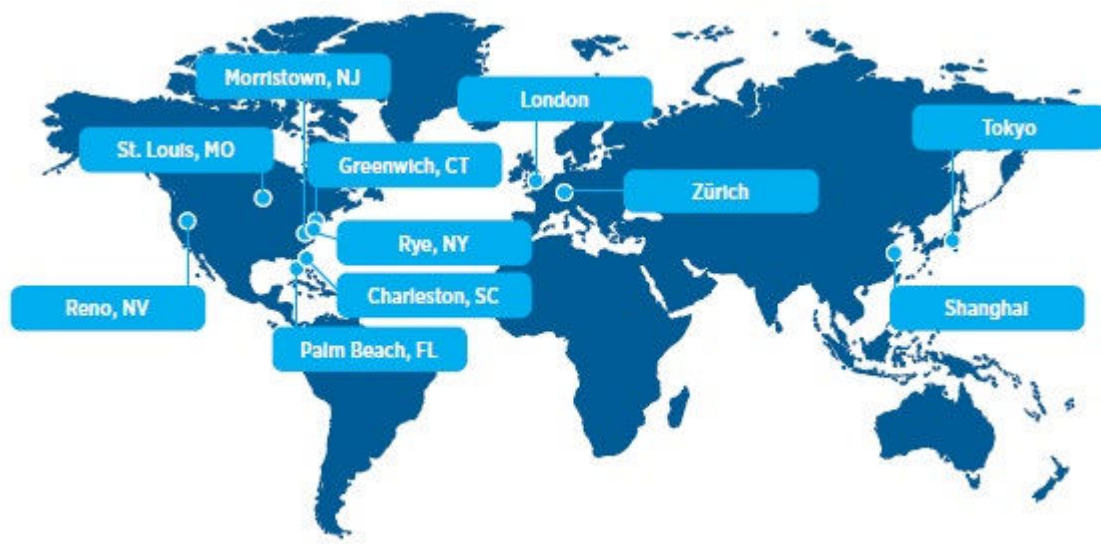 Morristown, NJ
London
Tokyo
St. Louis, MO
Greenwich, CT
Zürich
Rye, NY
Reno, NV
Charleston, SC
Shanghai
Palm Beach, FL